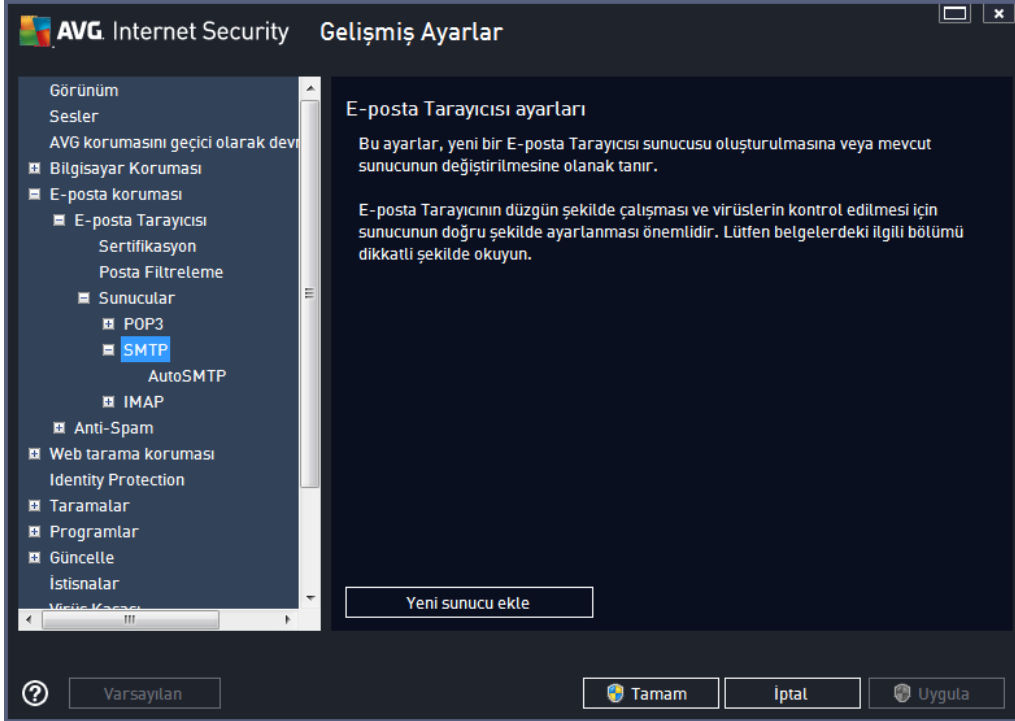 AVG. Internet Security Gelişmiş Ayarlar
Görünüm
Sesler
AVG korumasını geçici olarak
Bilgisayar Koruması
E-posta koruması
E-posta Tarayıcısı
Sertifikasyon
Posta Filtreleme
Sunucular
POP3
SMTP
AutoSMTP
IMAP
Anti-Spam
Web tarama koruması
Identity Protection
Taramalar
Programlar
Güncelle
İstisnalar
E-posta Tarayıcısı ayarları
Bu ayarlar, yeni bir E-posta Tarayıcısı sunucusu oluşturulmasına veya mevcut
sunucunun değiştirilmesine olanak tanır.
E-posta Tarayıcının düzgün şekilde çalışması ve virüslerin kontrol edilmesi için
sunucunun doğru şekilde ayarlanması önemlidir. Lütfen belgelerdeki ilgili bölümü
dikkatli şekilde okuyun.
Yeni sunucu ekle
Varsayılan
Tamam
İptal
Uygula